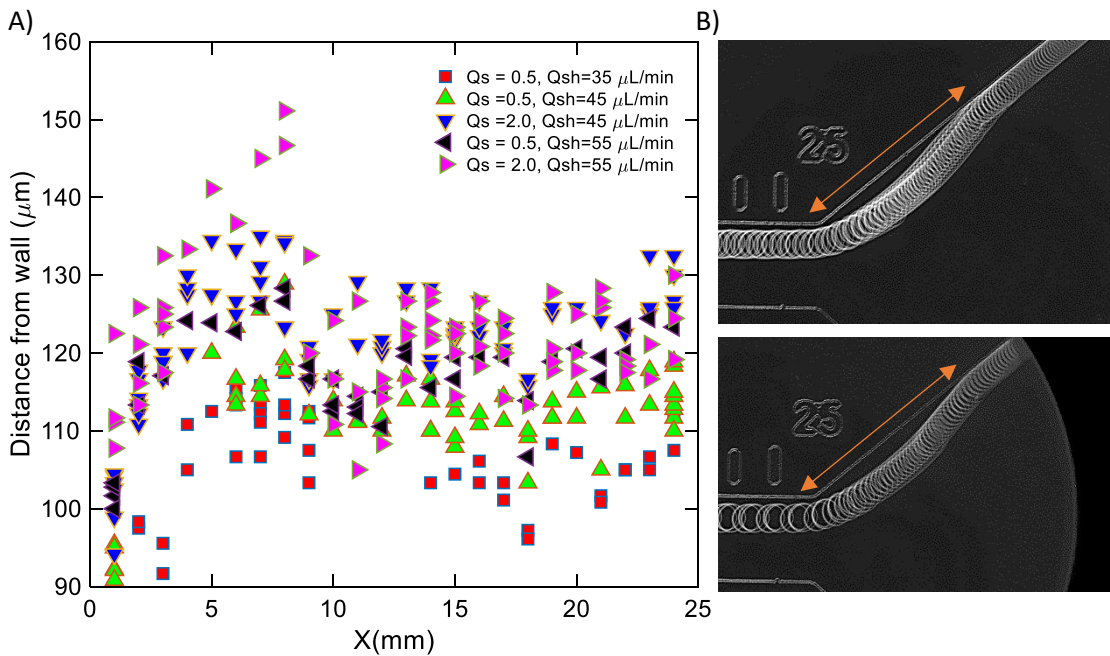 A)
B)
160
150
140
130
120
110
100
90
0
5
10
15
20
25
Distance from wall (μm)
X(mm)
Qs = 0.5, Qsh=35 μL/min
Qs =0.5, Qsh=45 μL/min
Qs =2.0, Qsh=45 μL/min
Qs = 0.5, Qsh=55 μL/min
Qs = 2.0, Qsh=55 μL/min
25
25